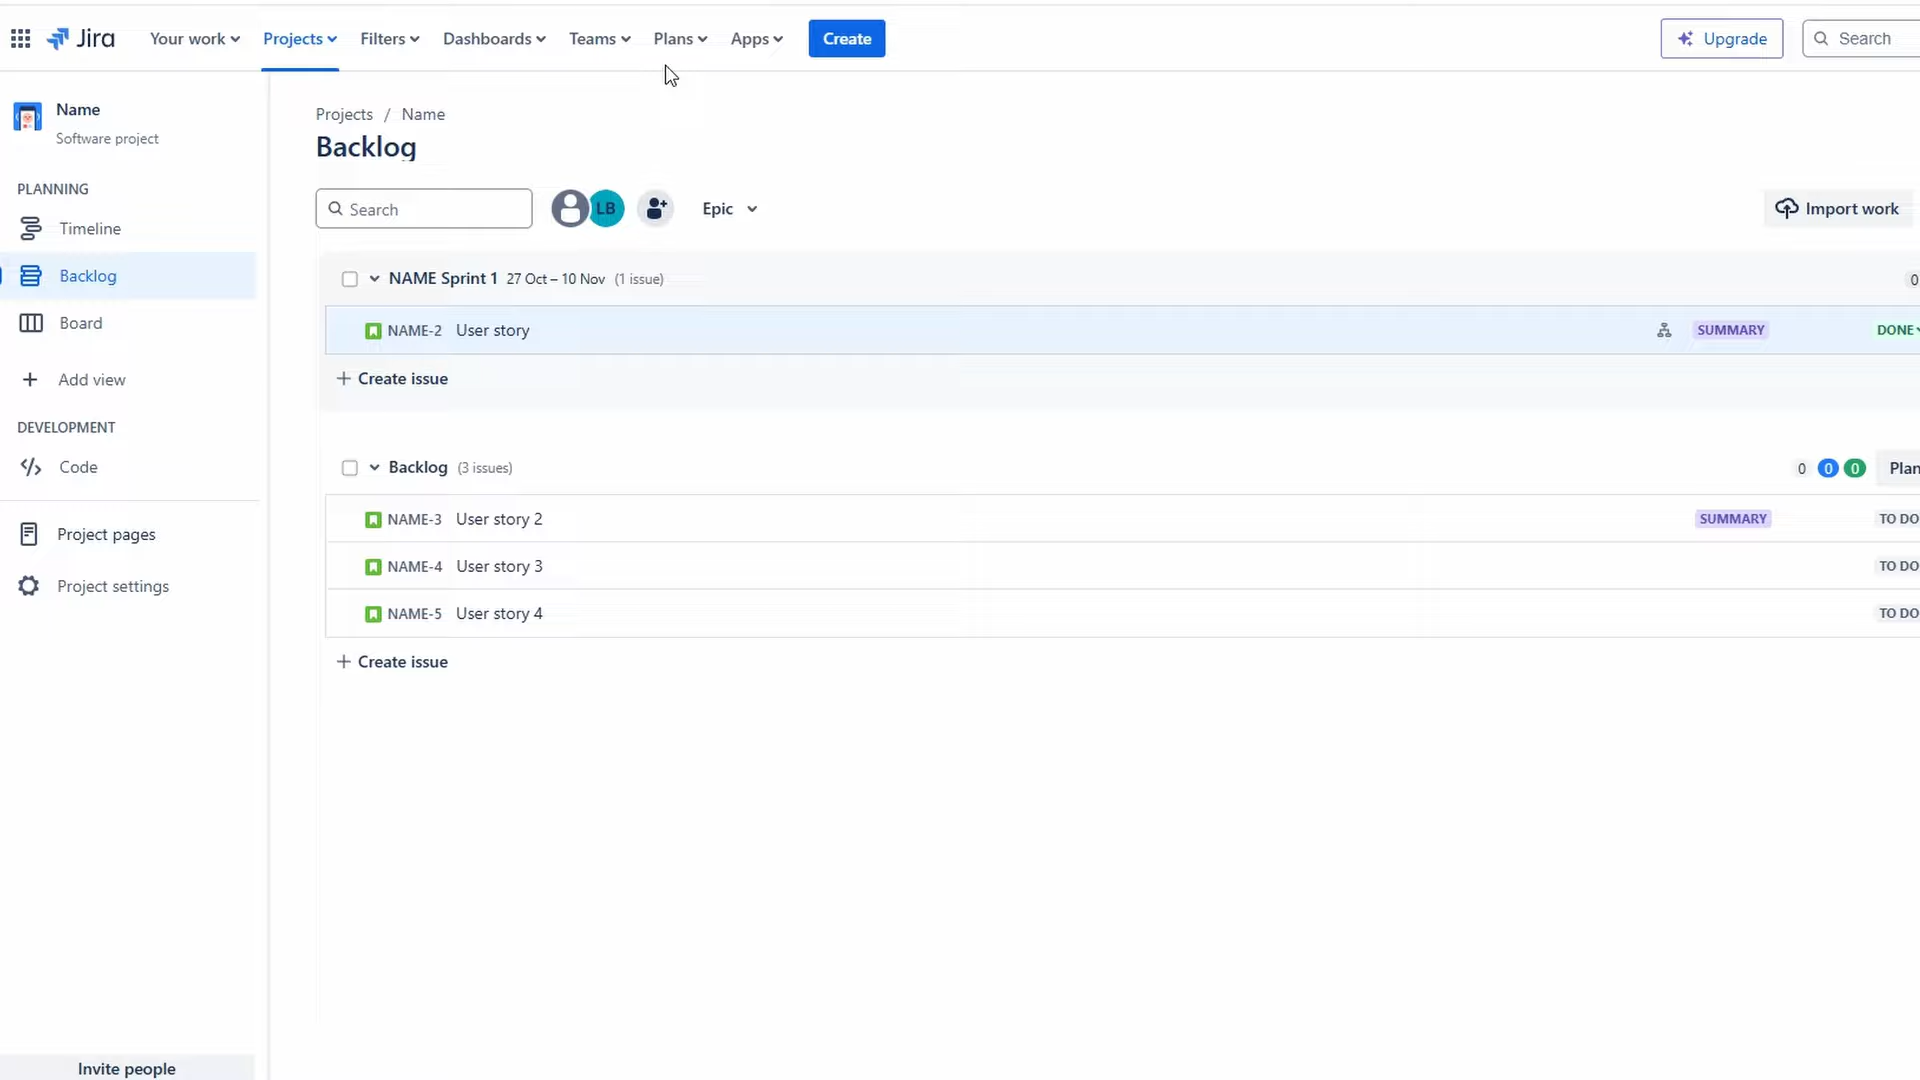 Jira Your work Projects Filters Dashboards Teams Plans Apps Create Upgrade Search
Name
Software project
PLANNING
Timeline
Backlog
Board
Add view
DEVELOPMENT
Code
Project pages
Project settings
Invite people
Projects / Name
Backlog
Search LB Epic Import work
NAME Sprint 1 27 Oct – 10 Nov (1 issue) 0
NAME-2 User story SUMMARY DONE
+ Create issue
Backlog (3 issues) 0 0 0 Plan
NAME-3 User story 2 SUMMARY TO DO
NAME-4 User story 3 TO DO
NAME-5 User story 4 TO DO
+ Create issue